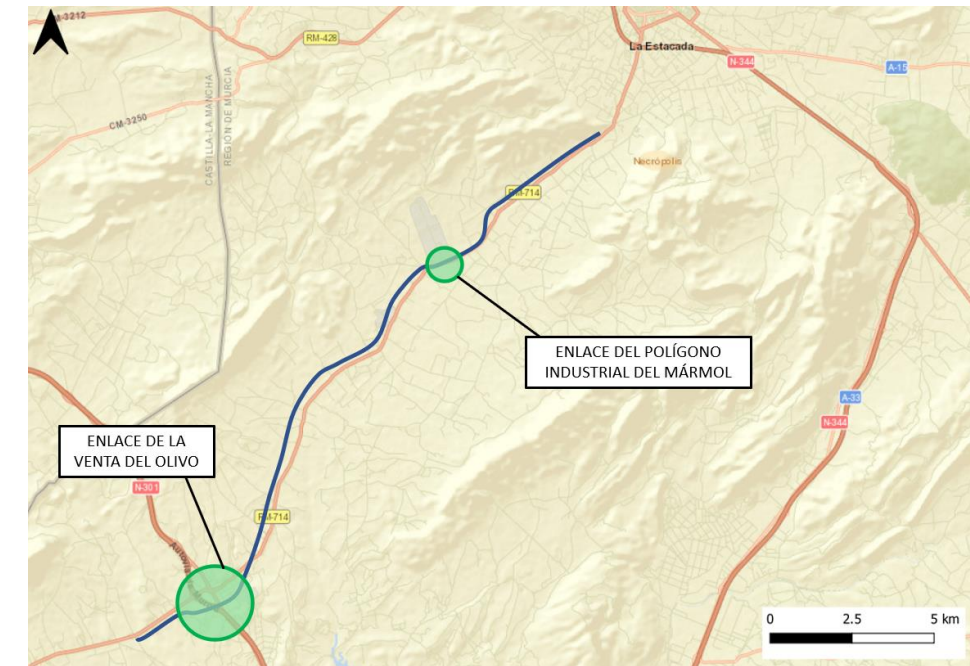 M-3212
RM-428
La Estacada
N-344
A-15
CM-3250
CASTILLA-LA MANCHA
REGIÓN DE MURCIA
Necrópolis
RM-714
ENLACE DEL POLÍGONO
INDUSTRIAL DEL MÁRMOL
A-33
N-344
ENLACE DE LA
VENTA DEL OLIVO
N-301
RM-714
0 2.5 5 km